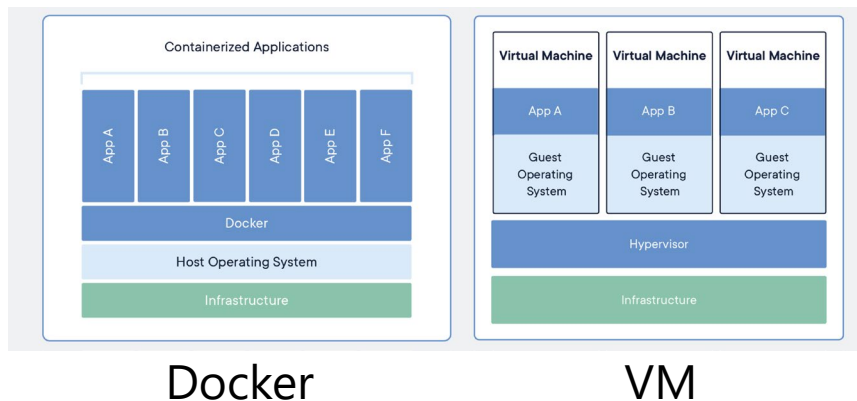 Containerized Applications
App A
App B
App C
App D
App E
App F
Docker
Host Operating System
Infrastructure
Virtual Machine
App A
Guest
Operating
System
Virtual Machine
App B
Guest
Operating
System
Virtual Machine
App C
Guest
Operating
System
Hypervisor
Infrastructure
Docker
VM